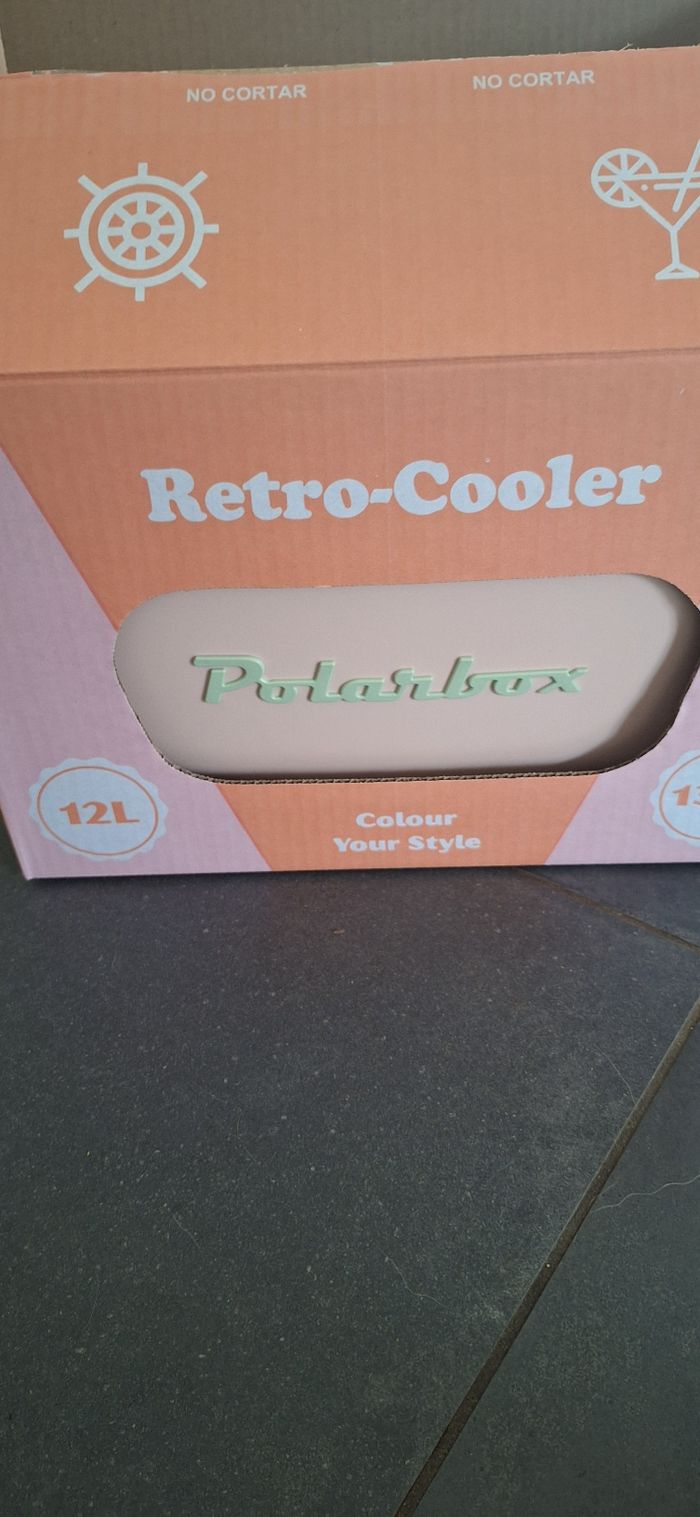 NO CORTAR
NO CORTAR
Retro-Cooler
Polarbox
12L
Colour
Your Style